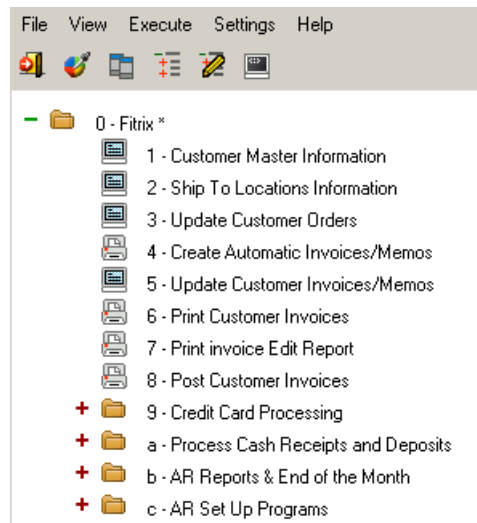 File View Execute Settings Help
0 - Fitrix *
1 - Customer Master Information
2 - Ship To Locations Information
3 - Update Customer Orders
4 - Create Automatic Invoices/Memos
5 - Update Customer Invoices/Memos
6 - Print Customer Invoices
7 - Print invoice Edit Report
8 - Post Customer Invoices
9 - Credit Card Processing
a - Process Cash Receipts and Deposits
b - AR Reports & End of the Month
c - AR Set Up Programs